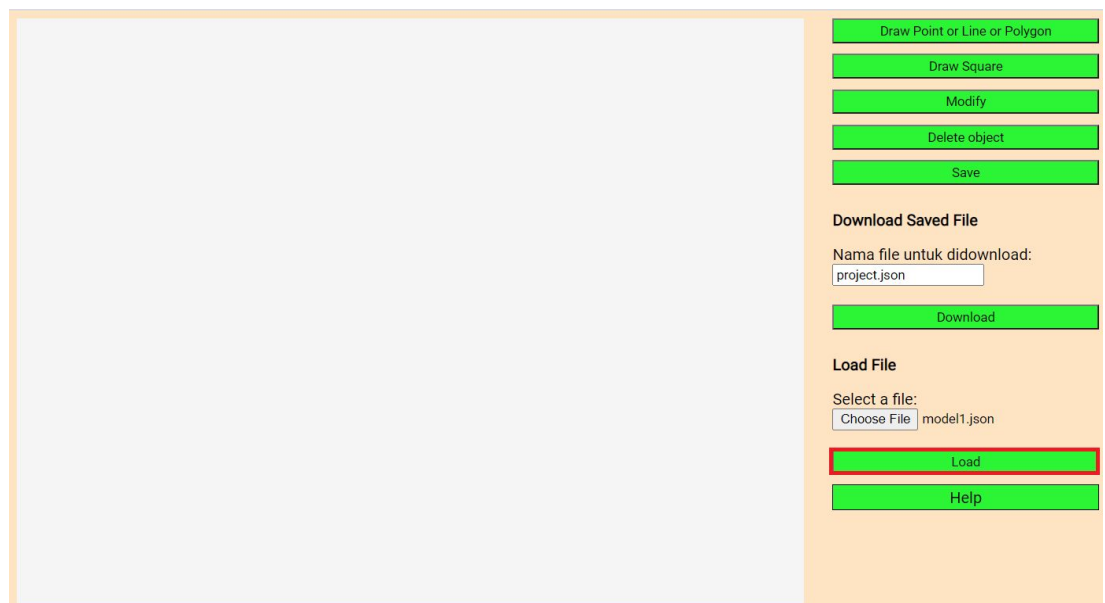 Draw Point or Line or Polygon
Draw Square
Modify
Delete object
Save
Download Saved File
Nama file untuk didownload:
project.json
Download
Load File
Select a file:
Choose File model1.json
Load
Help